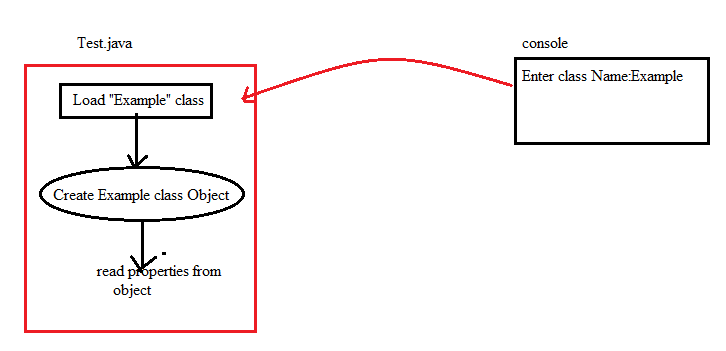 Test.java
console
Enter class Name:Example
Load "Example" class
Create Example class Object
read properties from
object